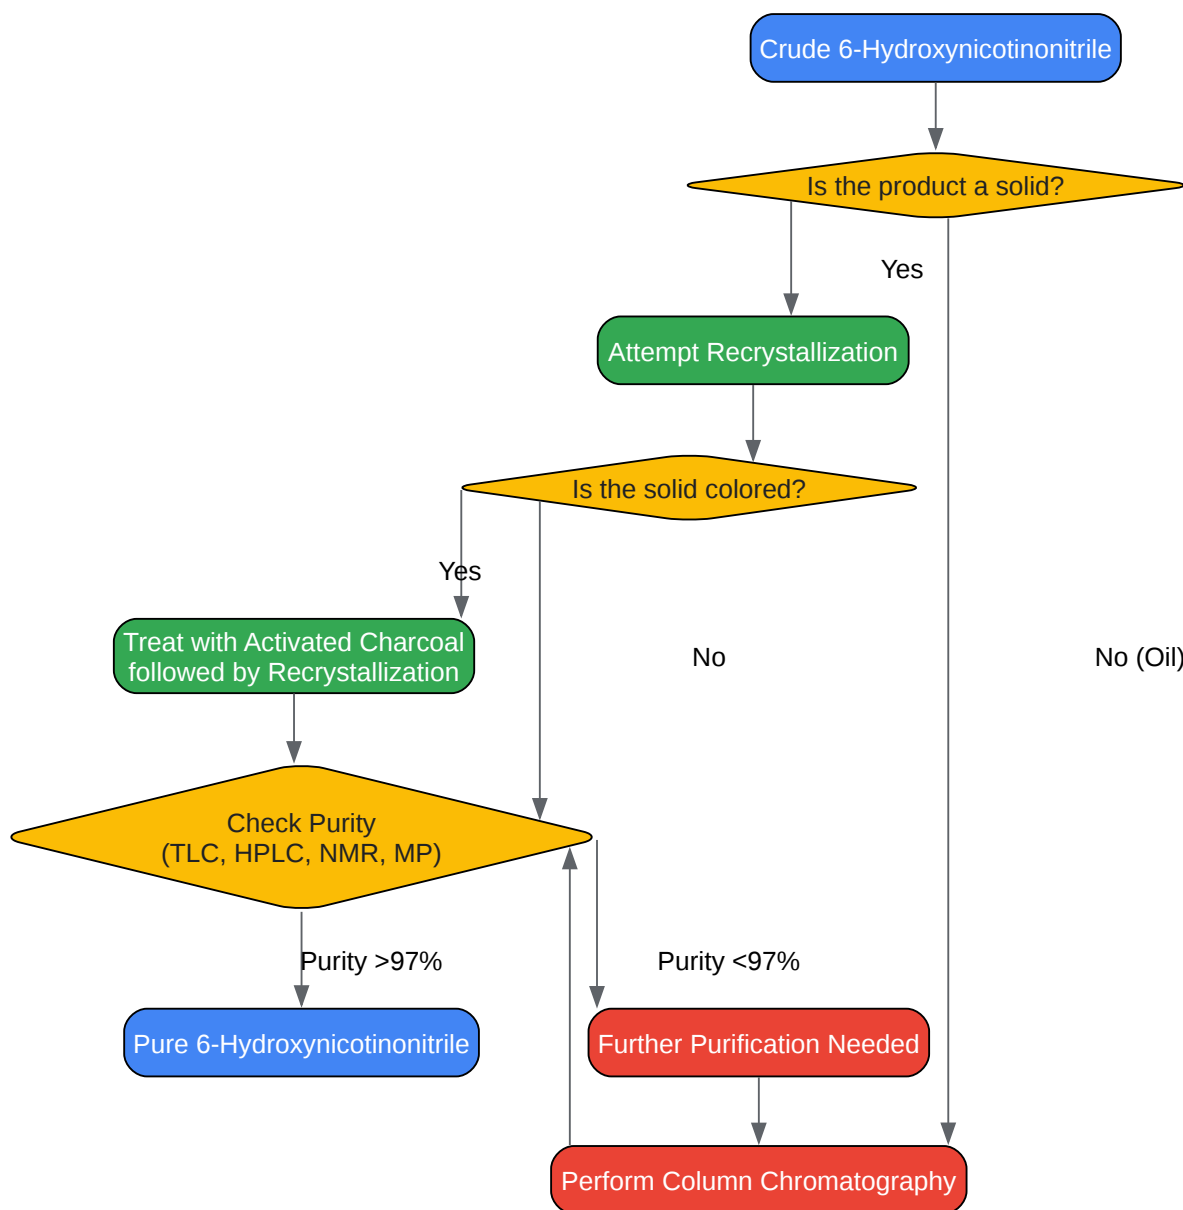 Crude 6-Hydroxynicotinonitrile
Is the product a solid?
Yes
Attempt Recrystallization
Is the solid colored?
Yes
Treat with Activated Charcoal
followed by Recrystallization
No
No (Oil)
Check Purity
(TLC, HPLC, NMR, MP)
Purity >97%
Purity <97%
Pure 6-Hydroxynicotinonitrile
Further Purification Needed
Perform Column Chromatography